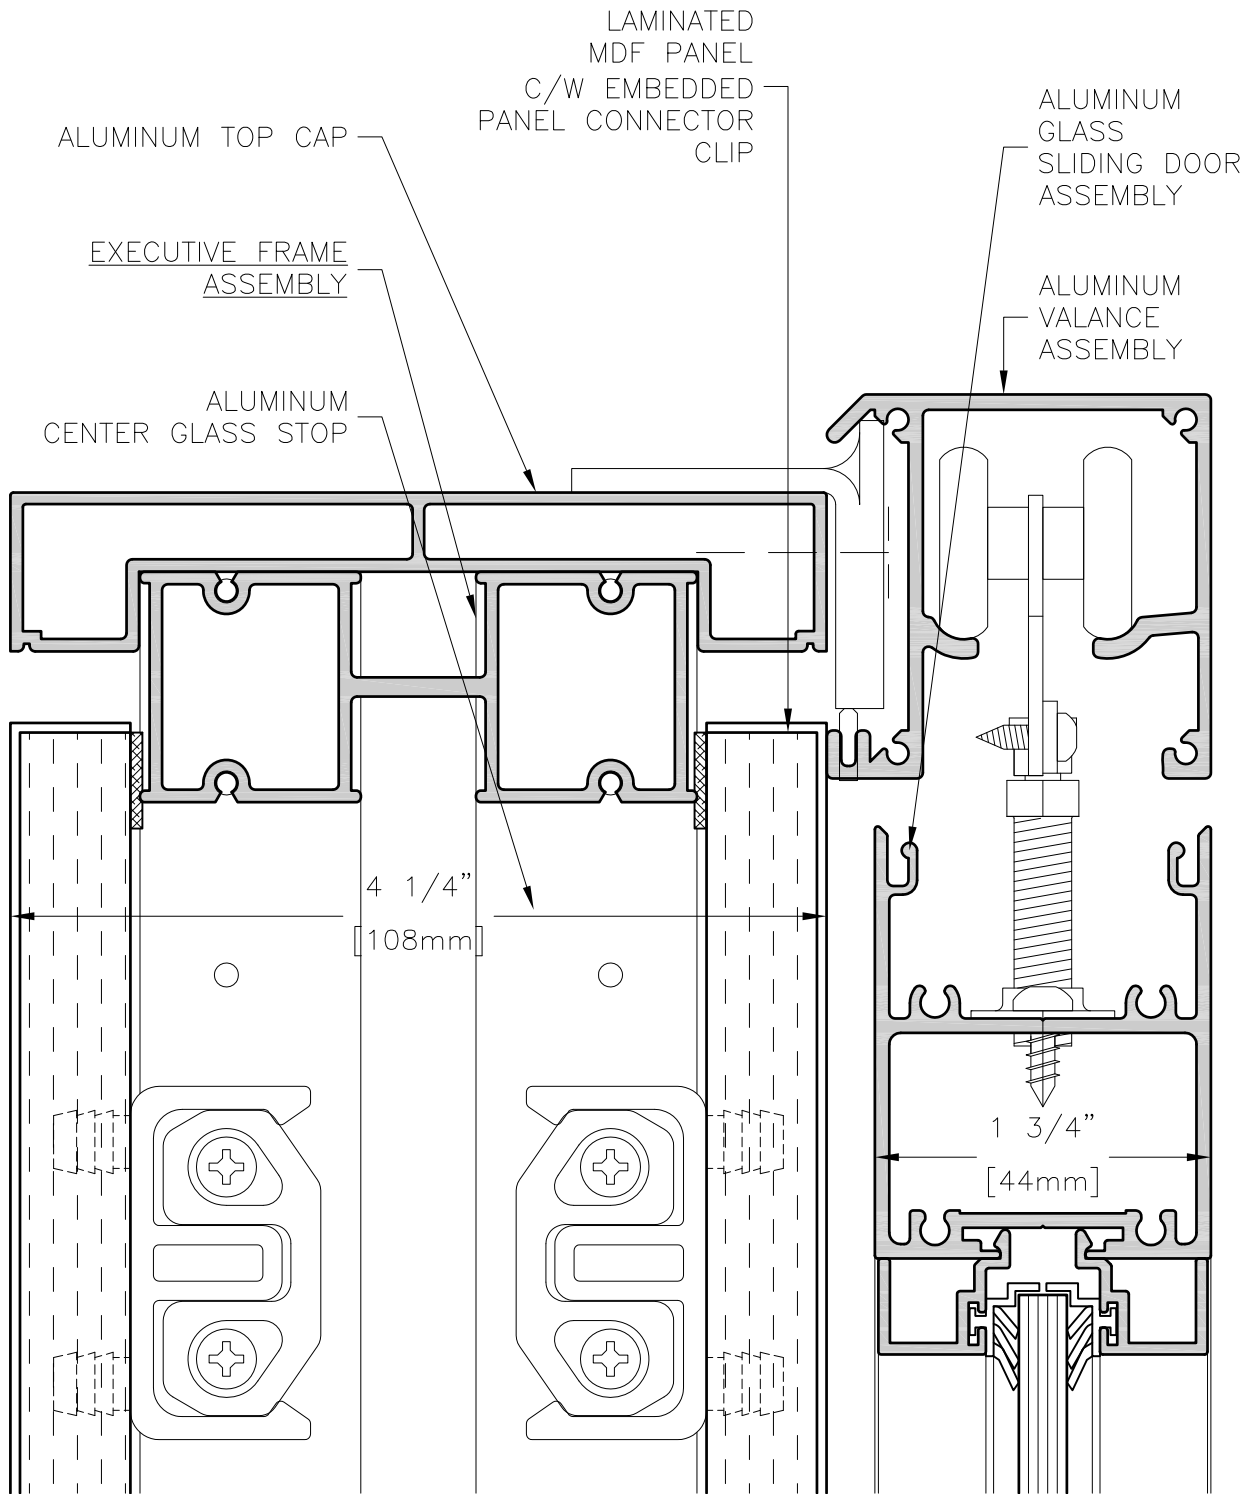 LAMINATED
MDF PANEL
C/W EMBEDDED
PANEL CONNECTOR
CLIP
ALUMINUM
GLASS
SLIDING DOOR
ASSEMBLY
ALUMINUM TOP CAP
EXECUTIVE FRAME
ASSEMBLY
ALUMINUM
VALANCE
ASSEMBLY
ALUMINUM
CENTER GLASS STOP
4 1/4”
[108mm]
1 3/4”
[44mm]